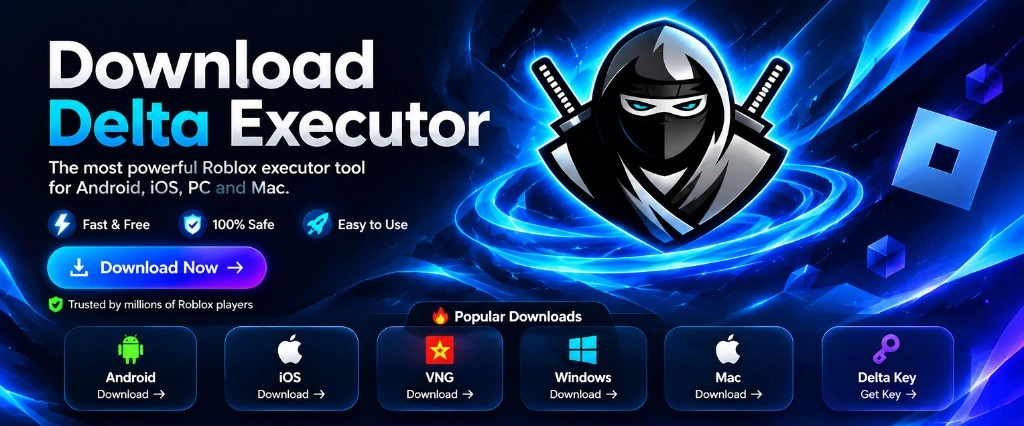 Download
Delta Executor
The most powerful Roblox executor tool
for Android, iOS, PC and Mac.
Fast & Free
100% Safe
Easy to Use
Download Now →
Trusted by millions of Roblox players
Popular Downloads
Android
Download →
iOS
Download →
VNG
Download →
Windows
Download →
Mac
Download →
Delta Key
Get Key →